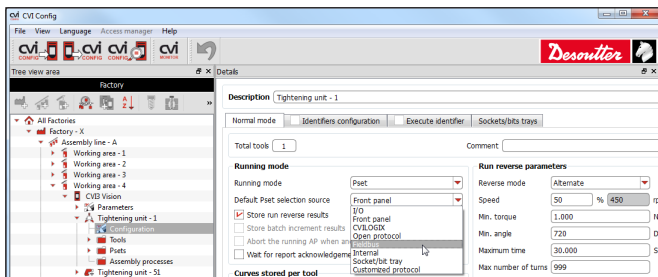 CVI Config
File View Language Access manager Help
cvi CONFIG cvi CONFIG cvi CONFIG cvi MONITOR
Desoutter
Tree view area
Details
Factory
Description Tightening unit - 1
Normal mode Identifiers configuration Execute identifier Sockets/bits trays
All Factories
Factory - X
Assembly line - A
Working area - 1
Working area - 2
Working area - 3
Working area - 4
CVI3 Vision
Parameters
Tightening unit - 1
Configuration
Tools
Psets
Assembly processes
Tightening unit - 51
Total tools 1
Comment
Running mode
Running mode Pset
Default Pset selection source Front panel
I/O
Front panel
CVILOGIX
Open protocol
Fieldbus
Internal
Socket/bit tray
Customized protocol
Store run reverse results
Store batch increment results
Abort the running AP when an
Wait for report acknowledgeme
Curves stored per tool
Run reverse parameters
Reverse mode Alternate
Speed 50 % 450 rp
Min. torque 1.000 N
Min. angle 720 D
Maximum time 30.000 S
Max number of turns 999